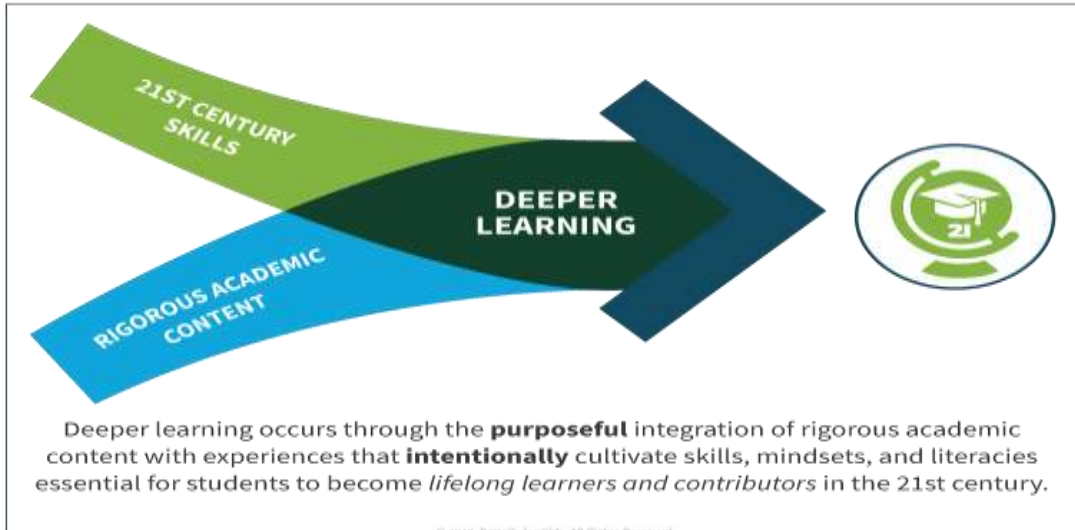 21ST CENTURY
SKILLS
DEEPER
LEARNING
RIGOROUS ACADEMIC
CONTENT
21
Deeper learning occurs through the purposeful integration of rigorous academic
content with experiences that intentionally cultivate skills, mindsets, and literacies
essential for students to become lifelong learners and contributors in the 21st century.